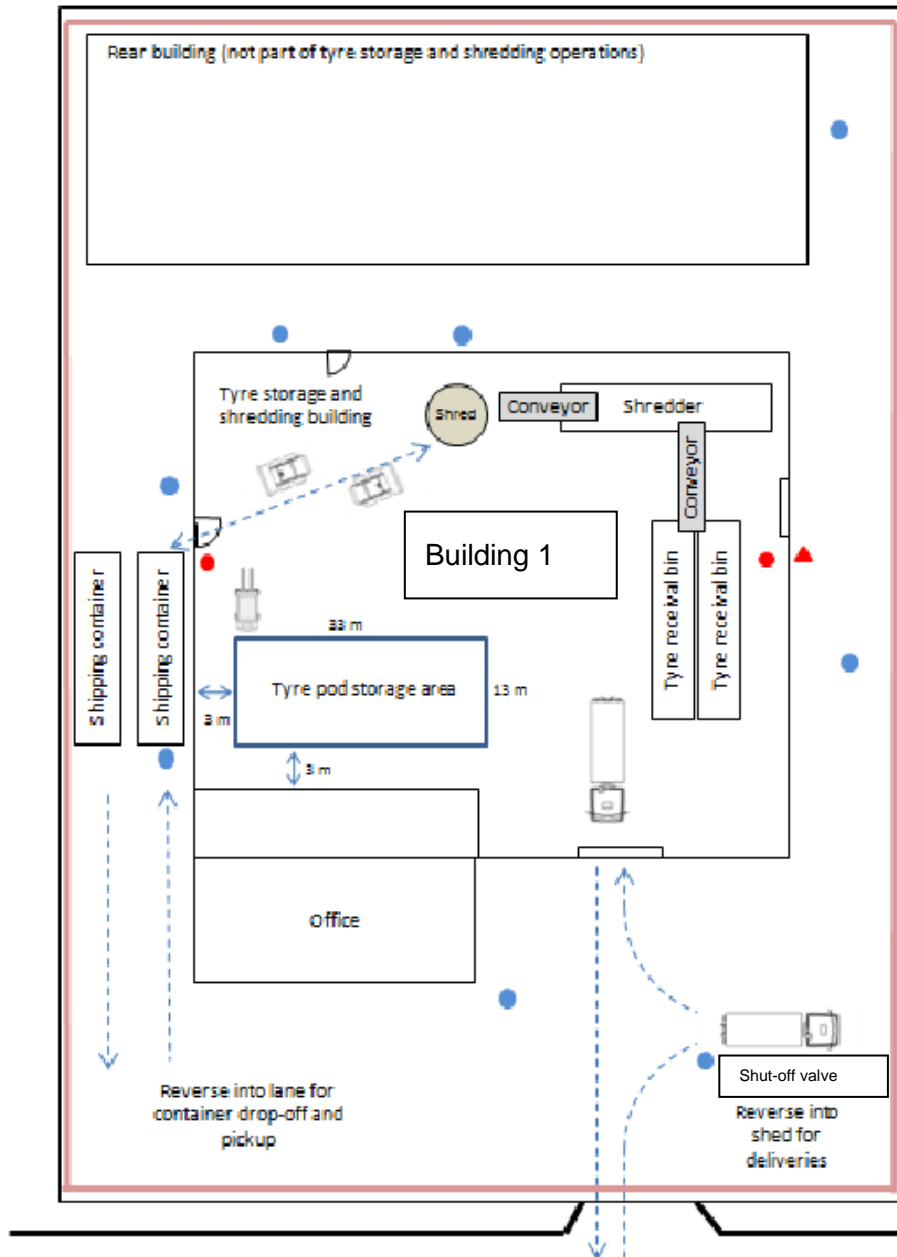 Rear building (not part of tyre storage and shredding operations)
Tyre storage and
shredding building
Shred
Conveyor
Shredder
Conveyor
Building 1
Shipping container
Shipping container
Tyre receival bin
Tyre receival bin
33 m
Tyre pod storage area
13 m
3 m
3 m
Office
Shut-off valve
Reverse into lane for
container drop-off and
pickup
Reverse into
shed for
deliveries